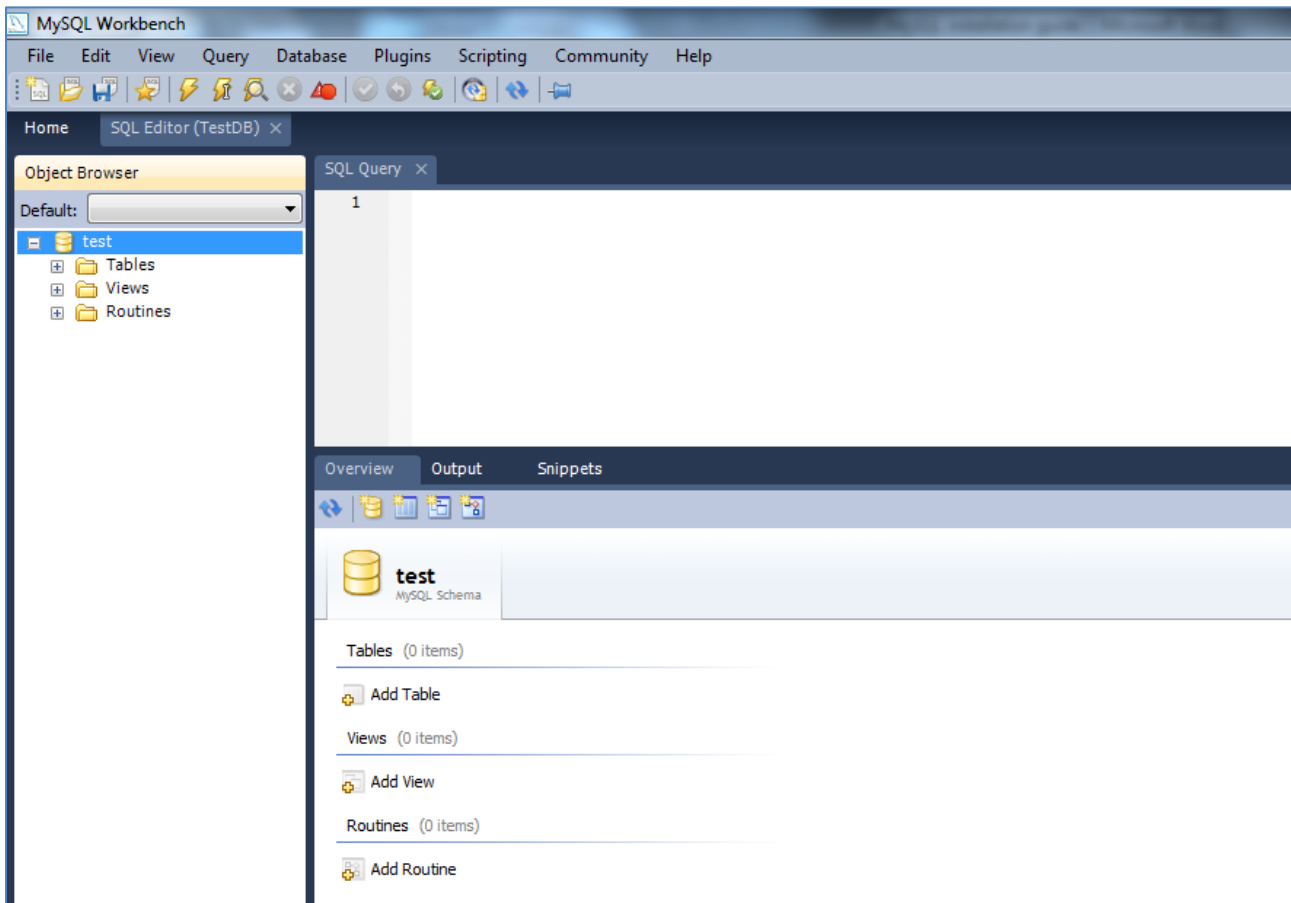 MySQL Workbench
File Edit View Query Database Plugins Scripting Community Help
Home SQL Editor (TestDB)
Object Browser
SQL Query
Default:
1
test
Tables
Views
Routines
Overview Output Snippets
test
MySQL Schema
Tables (0 items)
Add Table
Views (0 items)
Add View
Routines (0 items)
Add Routine